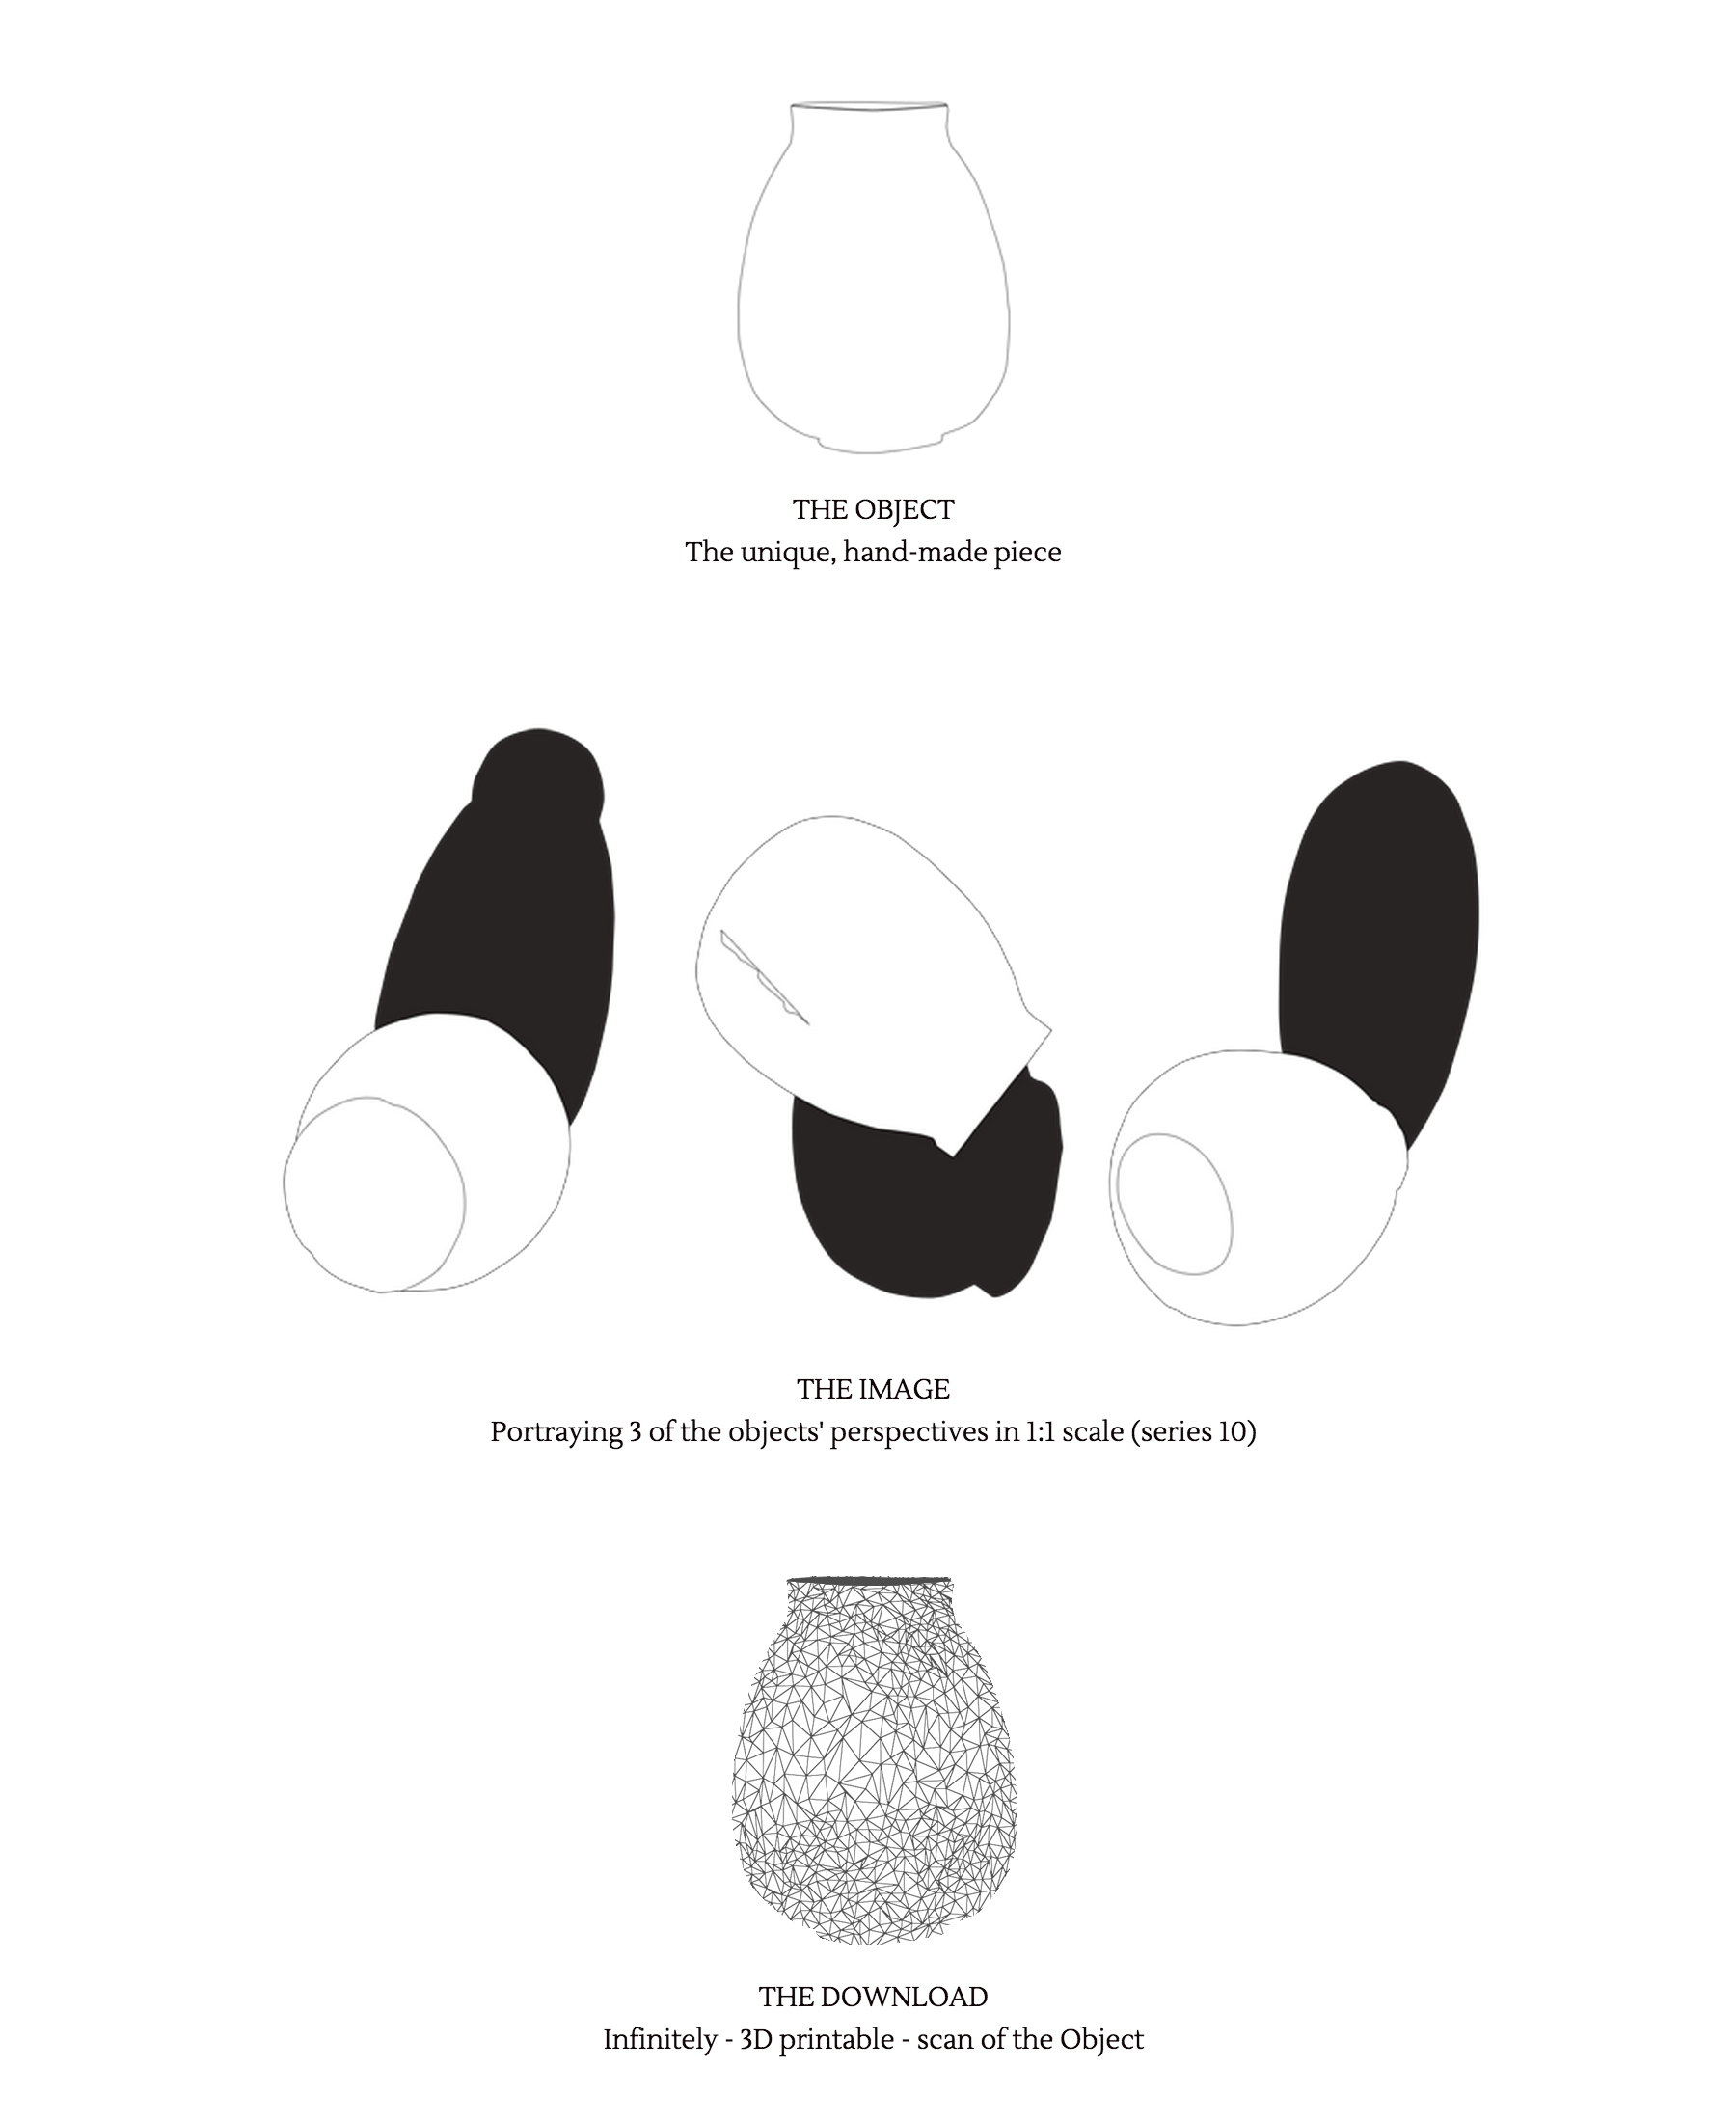 THE OBJECT
The unique, hand-made piece
THE IMAGE
Portraying 3 of the objects' perspectives in 1:1 scale (series 10)
THE DOWNLOAD
Infinitely - 3D printable - scan of the Object